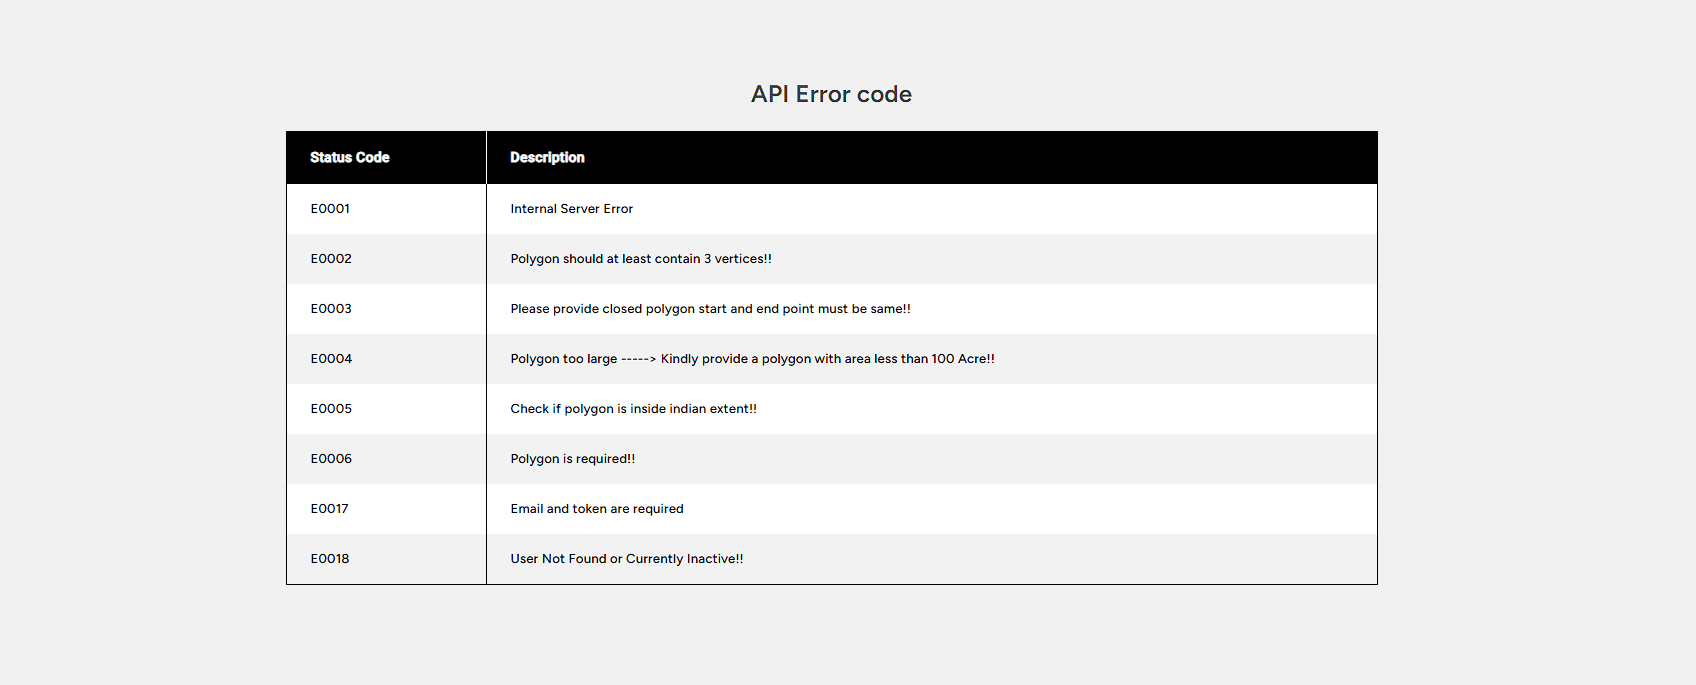 API Error code
Status Code Description
E0001 Internal Server Error
E0002 Polygon should at least contain 3 vertices!!
E0003 Please provide closed polygon start and end point must be same!!
E0004 Polygon too large -----> Kindly provide a polygon with area less than 100 Acre!!
E0005 Check if polygon is inside indian extent!!
E0006 Polygon is required!!
E0017 Email and token are required
E0018 User Not Found or Currently Inactive!!